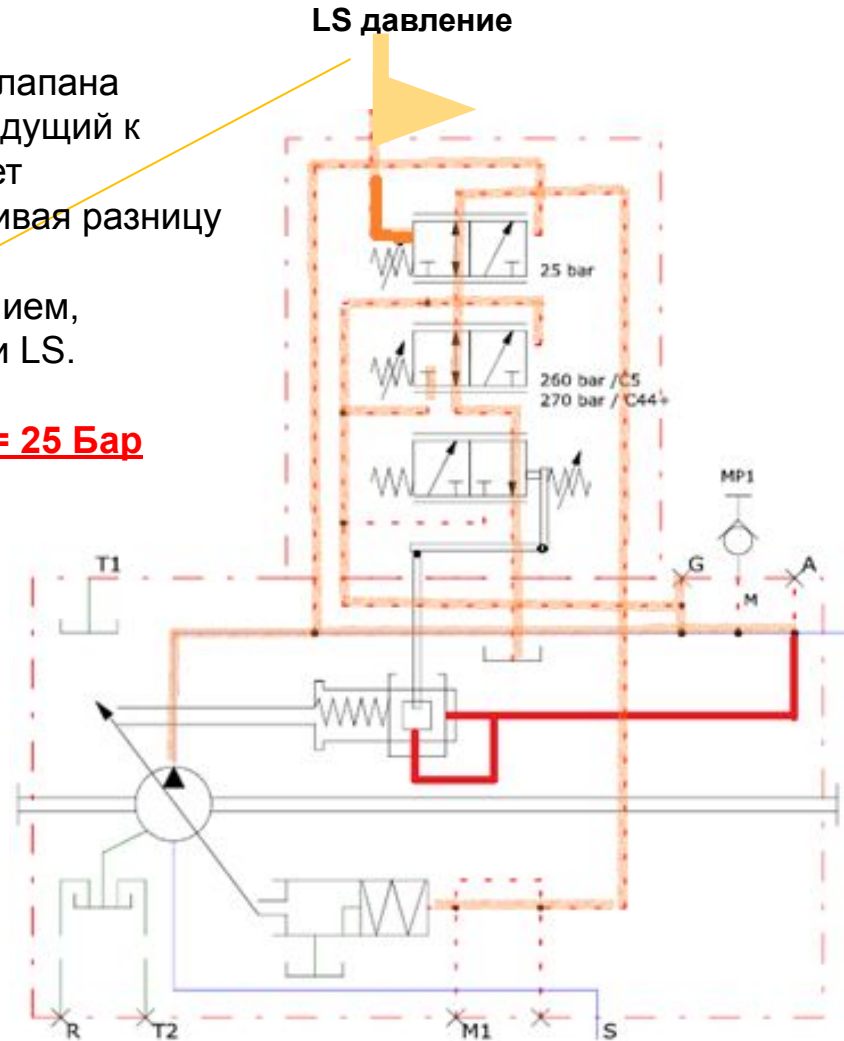 LS давление
лапана
дущий к
ет
ивая разницу
нием,
и LS.
= 25 Бар
25 bar
260 bar /C5
270 bar / C44+
MP1
T1
G
A
M
R
T2
M1
S